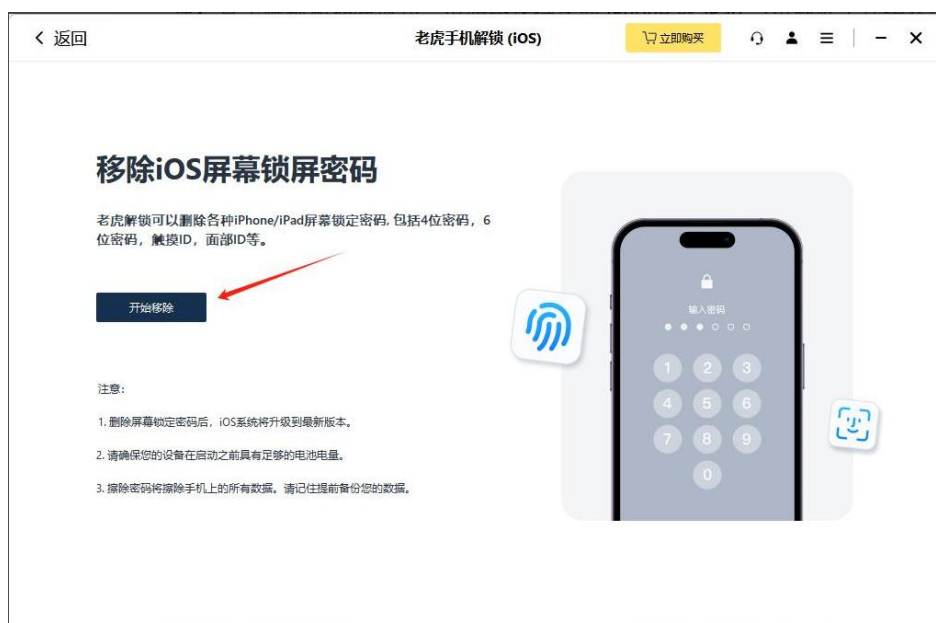 返回
老虎手机解锁 (iOS)
立即购买
移除iOS屏幕锁屏密码
老虎解锁可以删除各种iPhone/iPad屏幕锁定密码, 包括4位密码，6
位密码，触摸ID，面部ID等。
开始移除
注意:
1. 删除屏幕锁定密码后，iOS系统将升级到最新版本。
2. 请确保您的设备在启动之前具有足够的电池电量。
3. 擦除密码将擦除手机上的所有数据。请记住提前备份您的数据。
输入密码
1 2 3
4 5 6
7 8 9
0